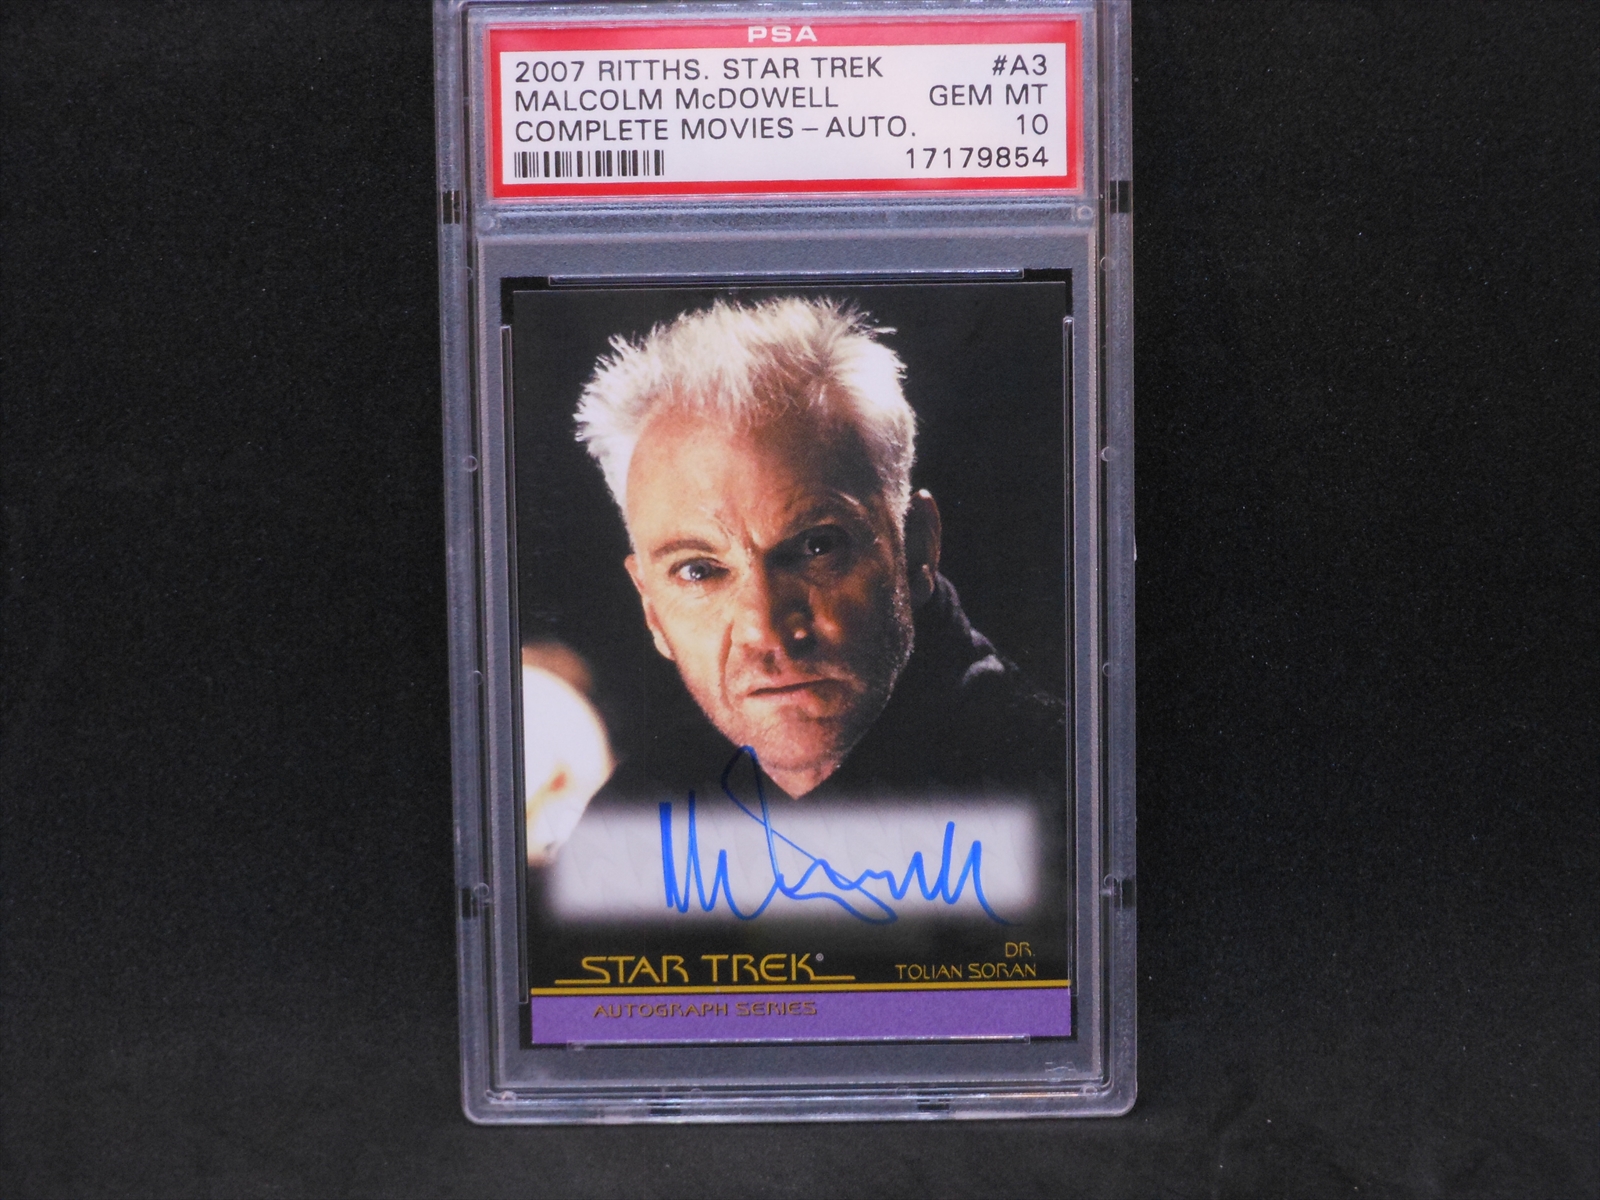 PSA
2007 RITTHS. STAR TREK #A3
MALCOLM McDOWELL GEM MT
COMPLETE MOVIES – AUTO. 10
17179854
DR.
STAR TREK® TOLIAN SORAN
AUTOGRAPH SERIES